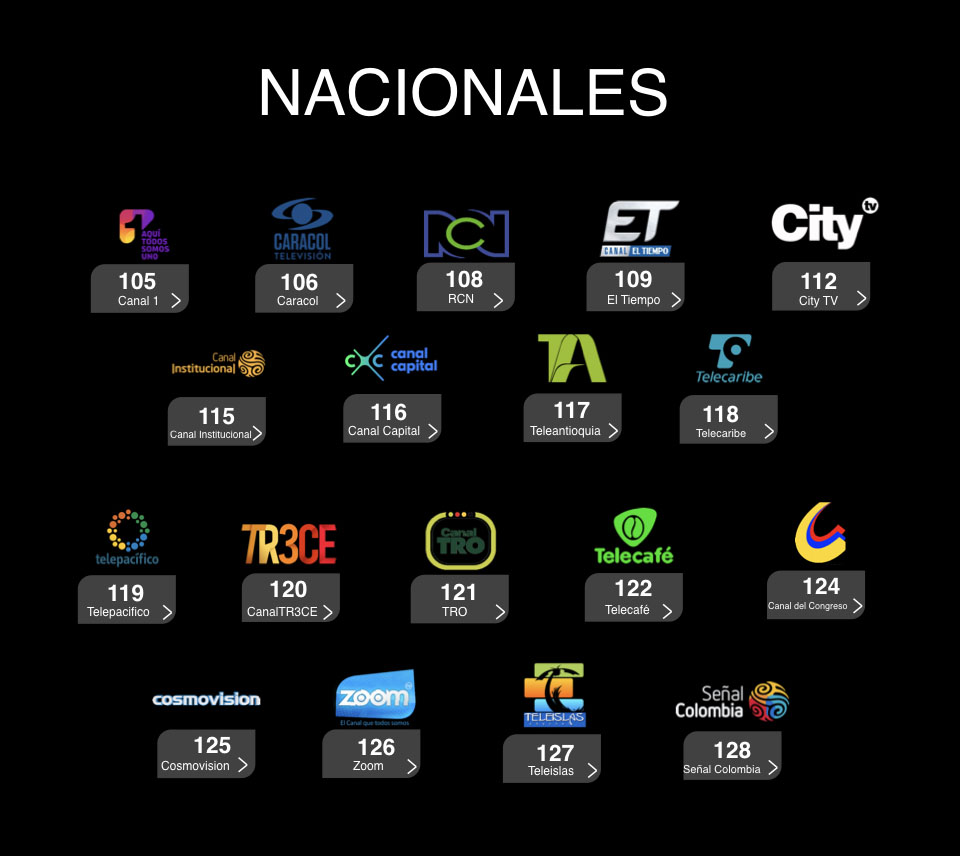 NACIONALES
1
AQUÍ
TODOS
SOMOS
UNO
105
Canal 1
CARACOL
TELEVISIÓN
106
Caracol
RCN
108
RCN
ET
CANAL EL TIEMPO
109
El Tiempo
City tv
112
City TV
Canal
Institucional
115
Canal Institucional
CC canal
capital
116
Canal Capital
TA
117
Teleantioquia
Telecaribe
118
Telecaribe
telepacífico
119
Telepacifico
TR3CE
120
CanalTR3CE
Canal
TRO
121
TRO
Telecafé
122
Telecafé
124
Canal del Congreso
cosmovision
125
Cosmovision
ZOOM
El Canal que todos somos
126
Zoom
TELEISLAS
127
Teleislas
Señal
Colombia
128
Señal Colombia